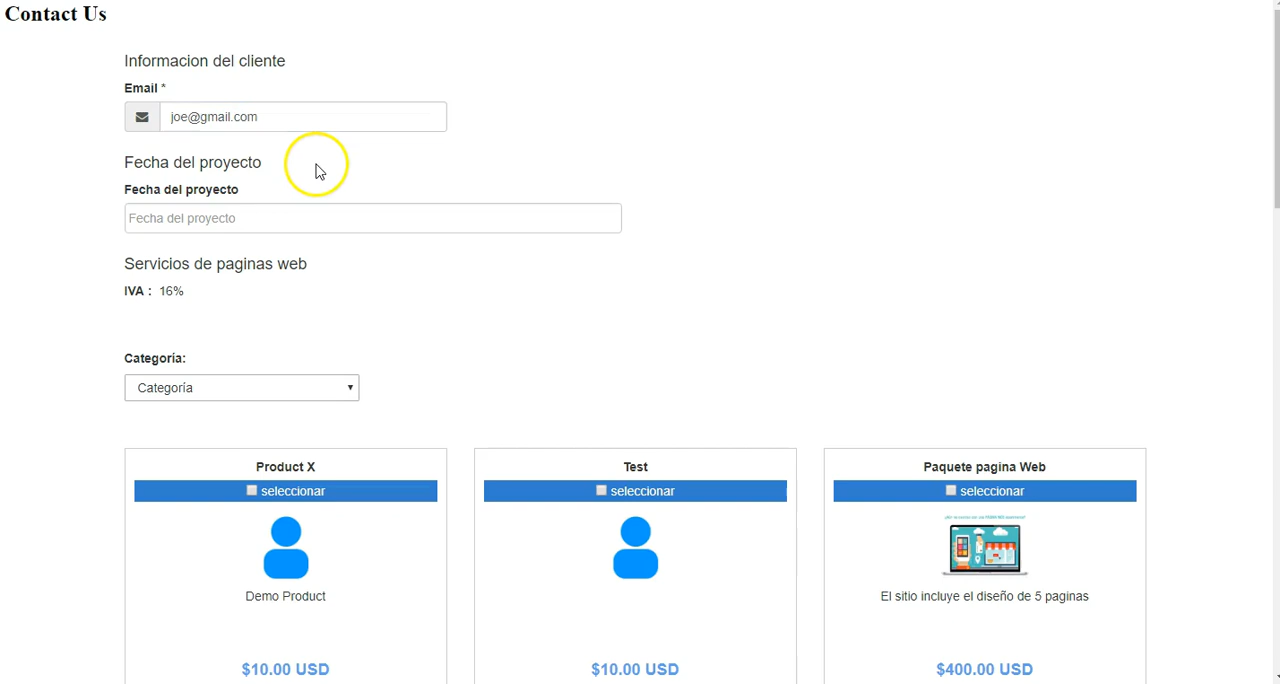 Contact Us
Informacion del cliente
Email *
joe@gmail.com
Fecha del proyecto
Fecha del proyecto
Fecha del proyecto
Servicios de paginas web
IVA : 16%
Categoría:
Categoría
Product X
seleccionar
Demo Product
$10.00 USD
Test
seleccionar
$10.00 USD
Paquete pagina Web
seleccionar
El sitio incluye el diseño de 5 paginas
$400.00 USD